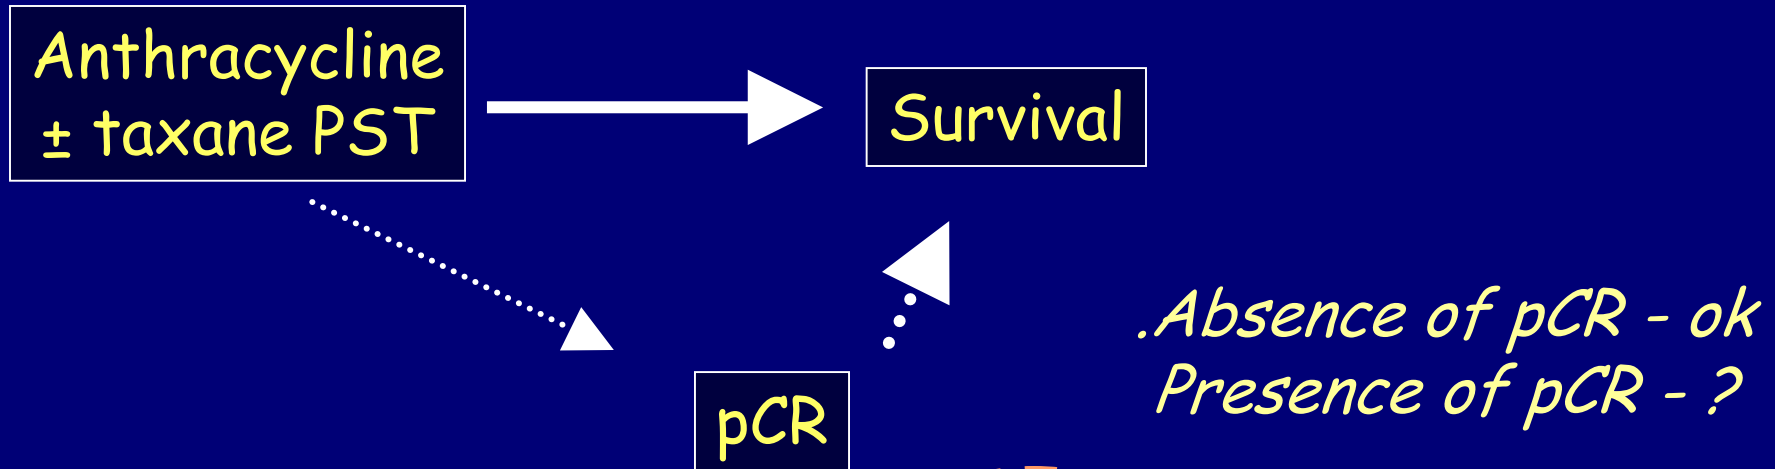 Anthracycline
± taxane PST
Survival
.Absence of pCR - ok
Presence of pCR - ?
pCR